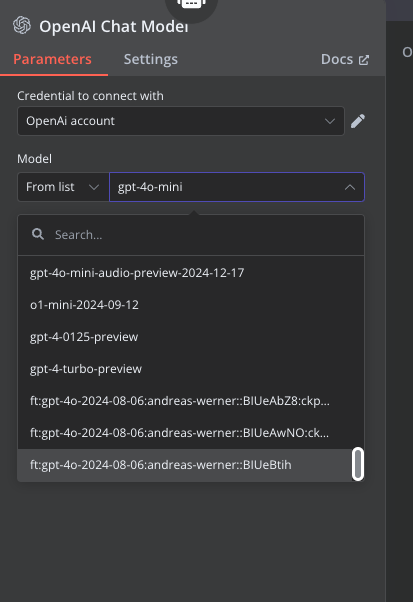 OpenAI Chat Model
Parameters
Settings
Docs
Credential to connect with
OpenAi account
Model
From list
gpt-4o-mini
Search...
gpt-4o-mini-audio-preview-2024-12-17
o1-mini-2024-09-12
gpt-4-0125-preview
gpt-4-turbo-preview
ft:gpt-4o-2024-08-06:andreas-werner::BIUeAbZ8:ckp...
ft:gpt-4o-2024-08-06:andreas-werner::BIUeAwNO:ck...
ft:gpt-4o-2024-08-06:andreas-werner::BIUeBtih